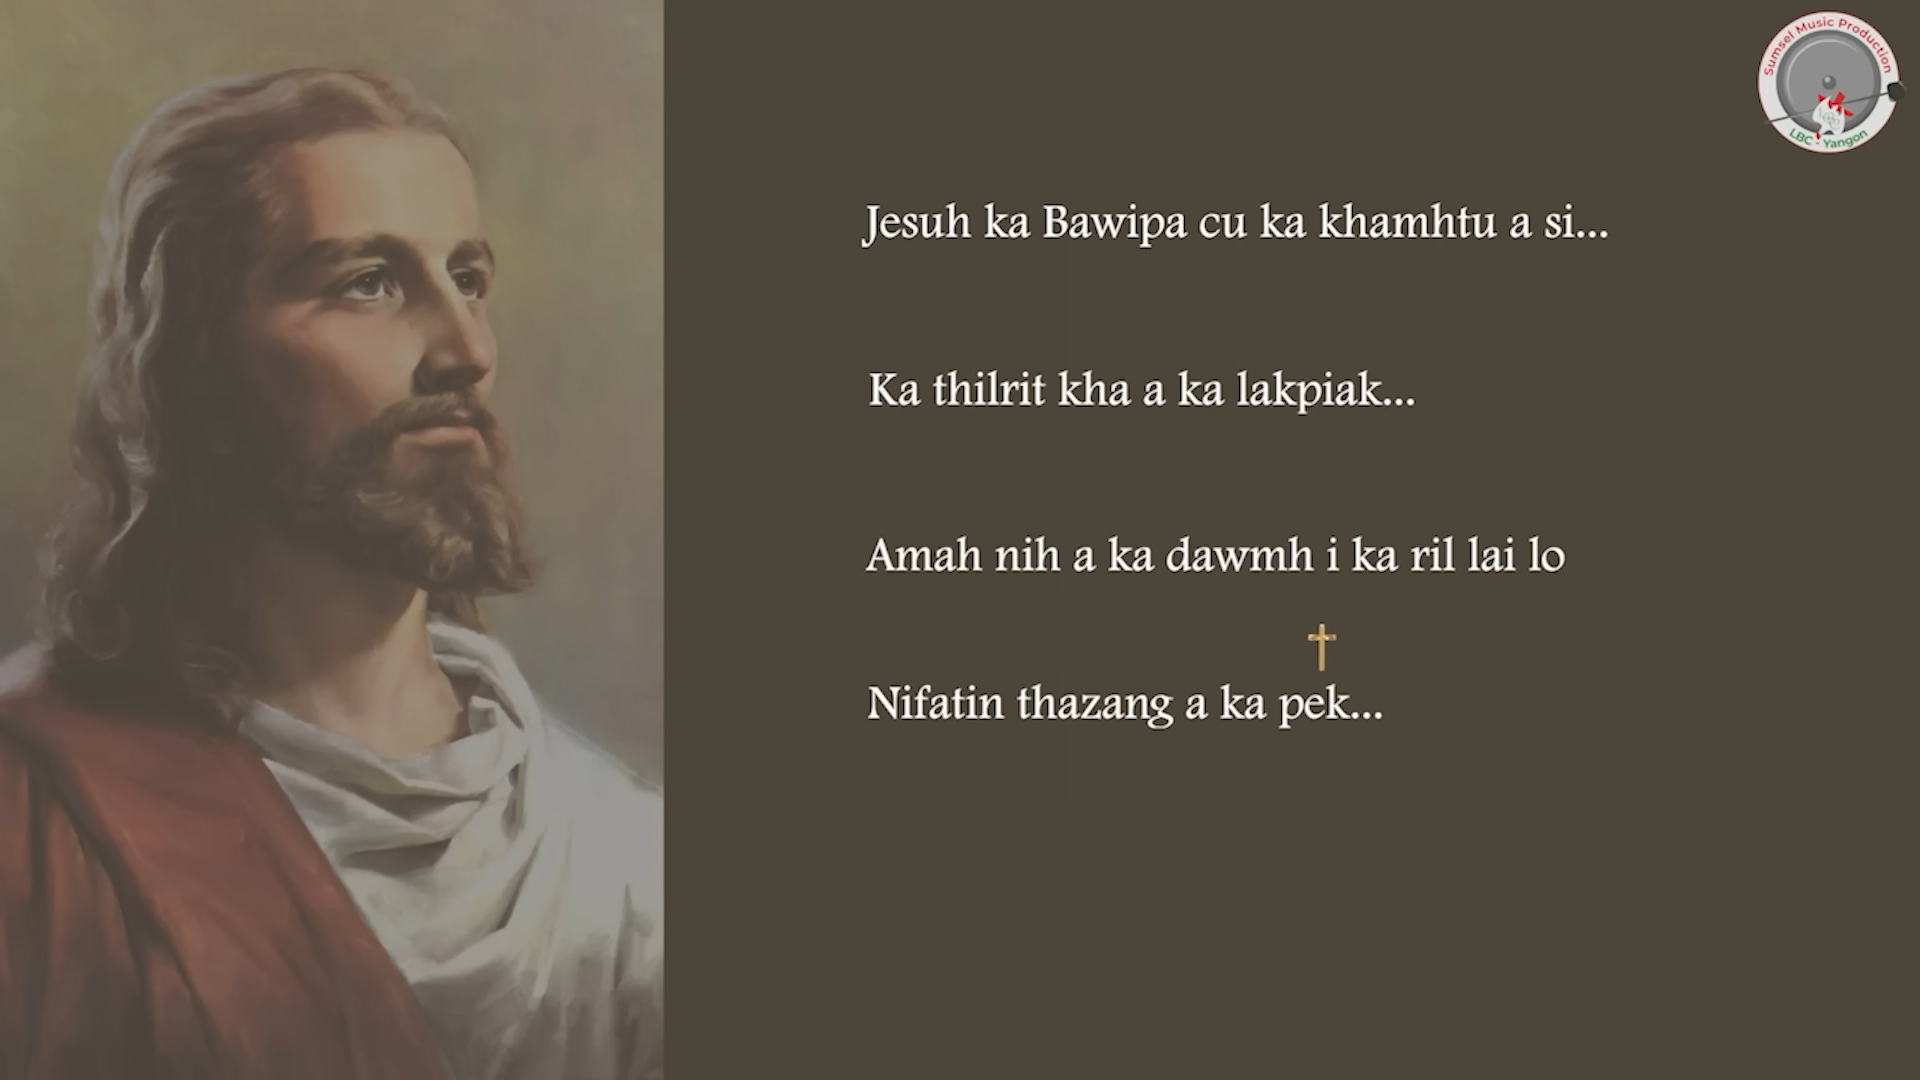 Sumsel Music Production
LBC - Yangon
Jesuh ka Bawipa cu ka khamhtu a si...
Ka thilrit kha a ka lakpiak...
Amah nih a ka dawmh i ka ril lai lo
Nifatin thazang a ka pek...